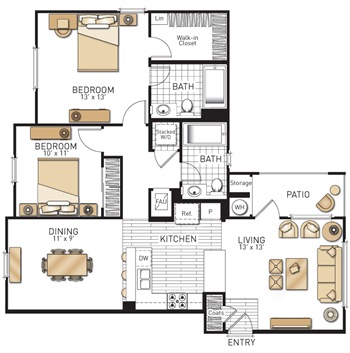 Lin
Walk-in
Closet
BEDROOM
13' x 13'
BATH
Stacked
W/D
BEDROOM
10' x 11'
BATH
Storage
PATIO
FAU
WH
Ref.
P
DINING
11' x 9'
KITCHEN
LIVING
13' x 13'
DW
Coats
ENTRY